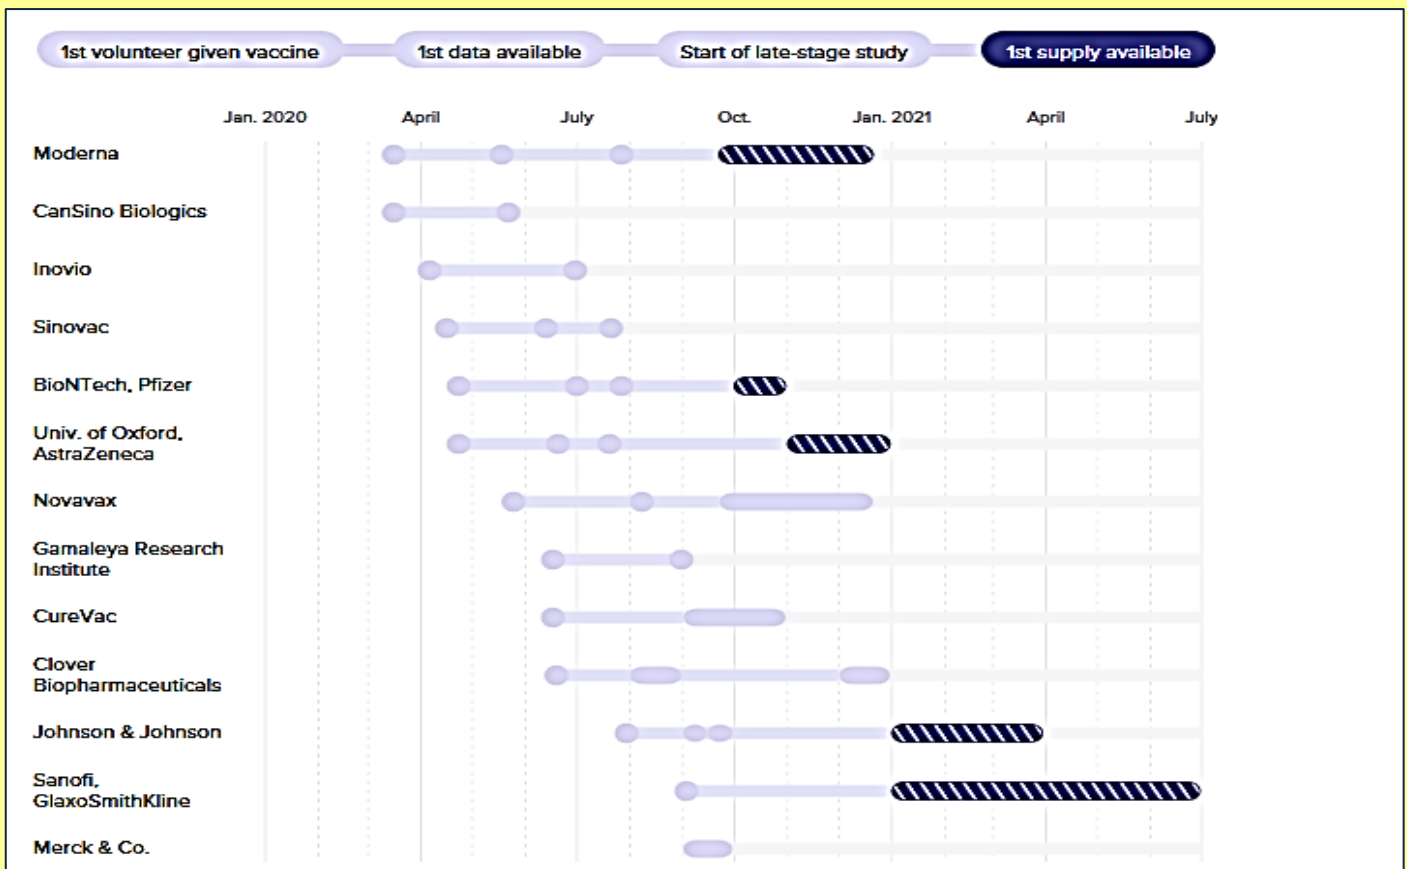 1st volunteer given vaccine 1st data available Start of late-stage study 1st supply available
Jan. 2020 April July Oct. Jan. 2021 April July
Moderna
CanSino Biologics
Inovio
Sinovac
BioNTech, Pfizer
Univ. of Oxford,
AstraZeneca
Novavax
Gamaleya Research
Institute
CureVac
Clover
Biopharmaceuticals
Johnson & Johnson
Sanofi,
GlaxoSmithKline
Merck & Co.